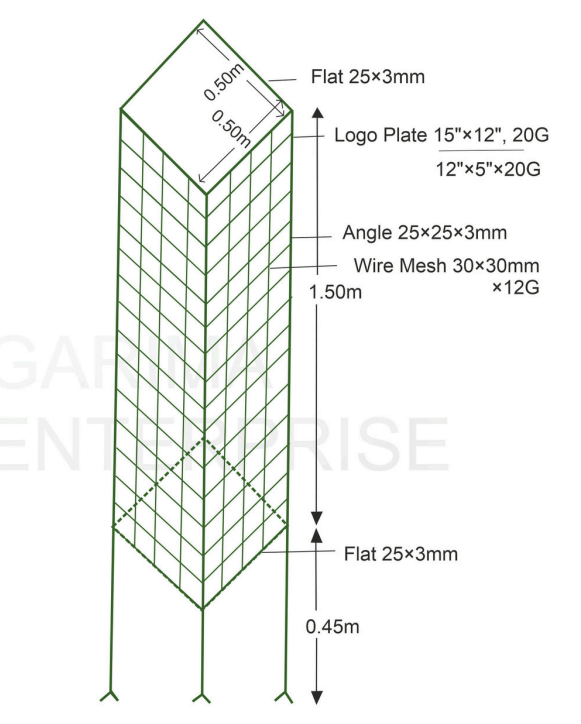 Flat 25×3mm
0.50m
0.50m
Logo Plate 15"×12", 20G
12"×5"×20G
Angle 25×25×3mm
Wire Mesh 30×30mm
×12G
1.50m
GARIMA
ENTERPRISE
Flat 25×3mm
0.45m